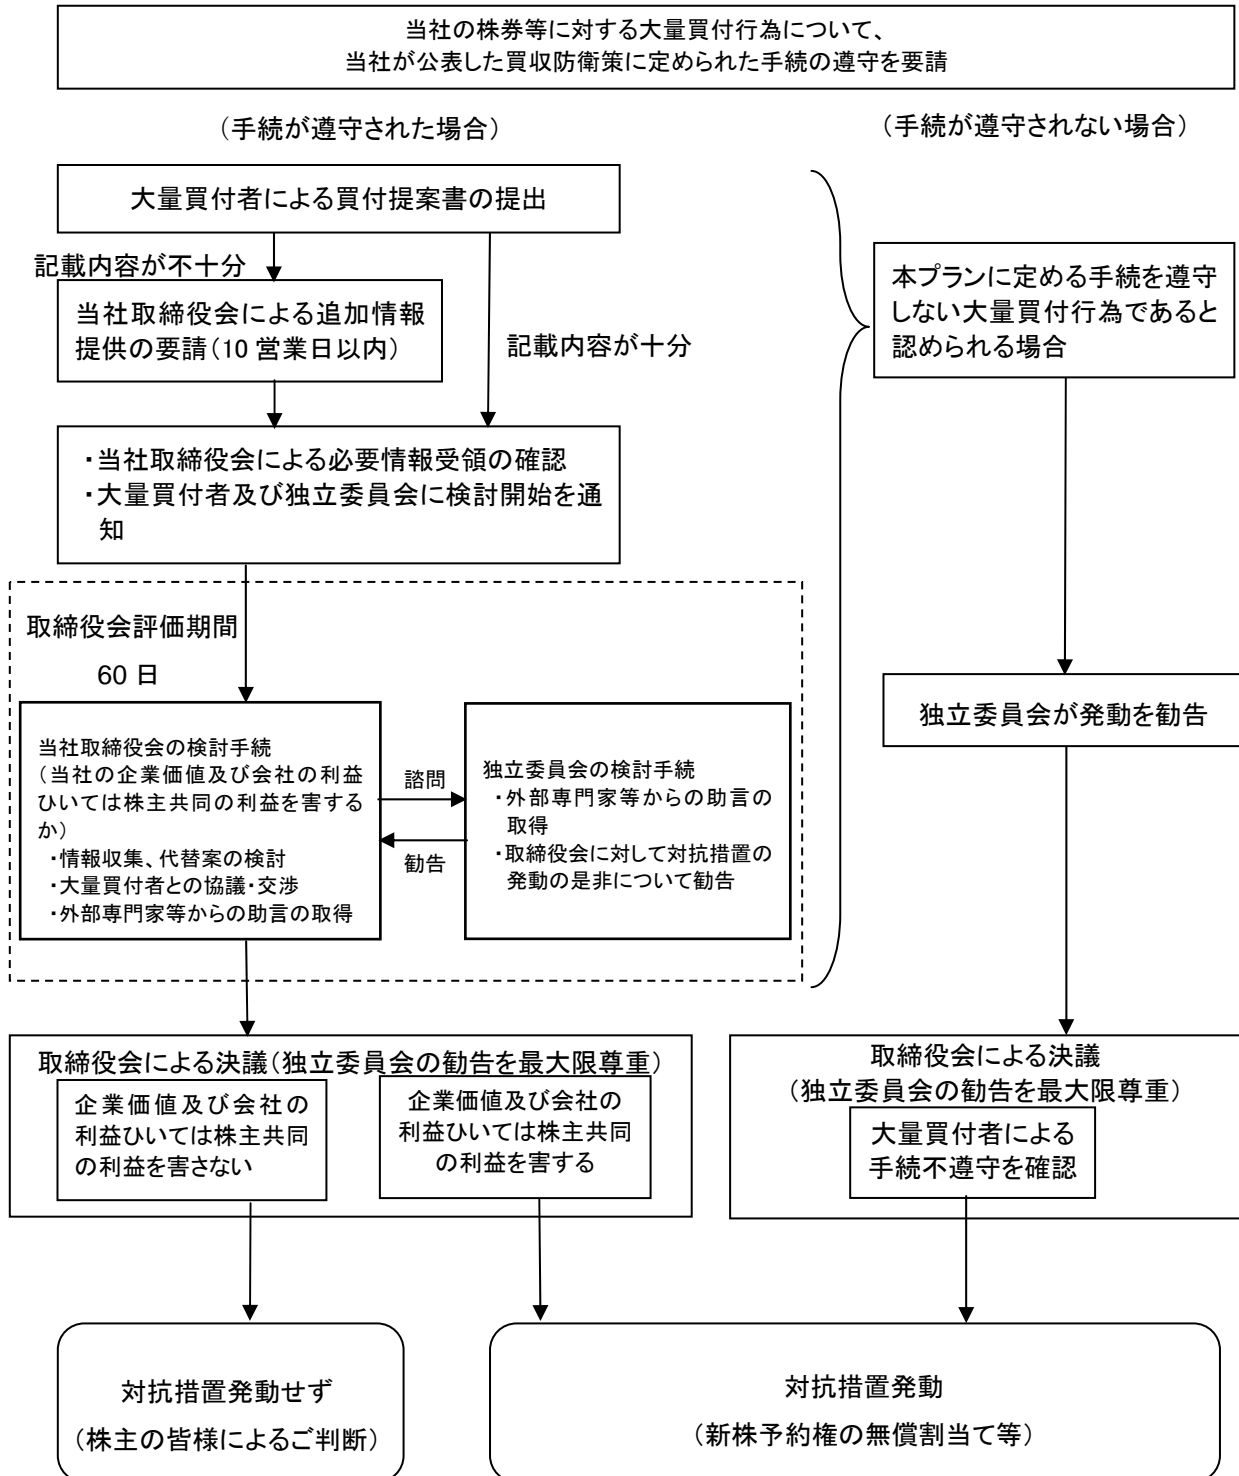 当社の株券等に対する大量買付行為について、
当社が公表した買収防衛策に定められた手続の遵守を要請
（手続が遵守された場合）
（手続が遵守されない場合）
大量買付者による買付提案書の提出
記載内容が不十分
当社取締役会による追加情報
提供の要請（10 営業日以内）
記載内容が十分
本プランに定める手続を遵守
しない大量買付行為であると
認められる場合
・当社取締役会による必要情報受領の確認
・大量買付者及び独立委員会に検討開始を通
知
取締役会評価期間
60 日
独立委員会が発動を勧告
当社取締役会の検討手続
（当社の企業価値及び会社の利益
ひいては株主共同の利益を害する
か）
・情報収集、代替案の検討
・大量買付者との協議・交渉
・外部専門家等からの助言の取得
諮問
勧告
独立委員会の検討手続
・外部専門家等からの助言の
取得
・取締役会に対して対抗措置の
発動の是非について勧告
取締役会による決議（独立委員会の勧告を最大限尊重）
企業価値及び会社の
利益ひいては株主共同
の利益を害さない
企業価値及び会社の
利益ひいては株主共同
の利益を害する
取締役会による決議
（独立委員会の勧告を最大限尊重）
大量買付者による
手続不遵守を確認
対抗措置発動せず
（株主の皆様によるご判断）
対抗措置発動
（新株予約権の無償割当て等）